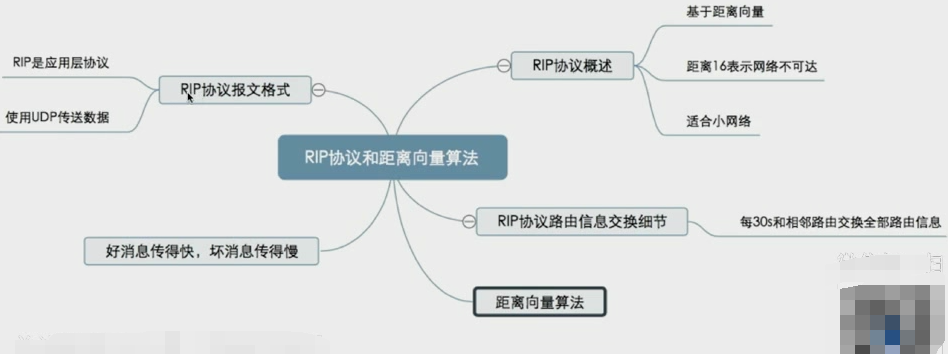 基于距离向量
RIP协议概述
距离16表示网络不可达
适合小网络
RIP是应用层协议
RIP协议报文格式
使用UDP传送数据
RIP协议和距离向量算法
RIP协议路由信息交换细节
每30s和相邻路由交换全部路由信息
好消息传得快，坏消息传得慢
距离向量算法